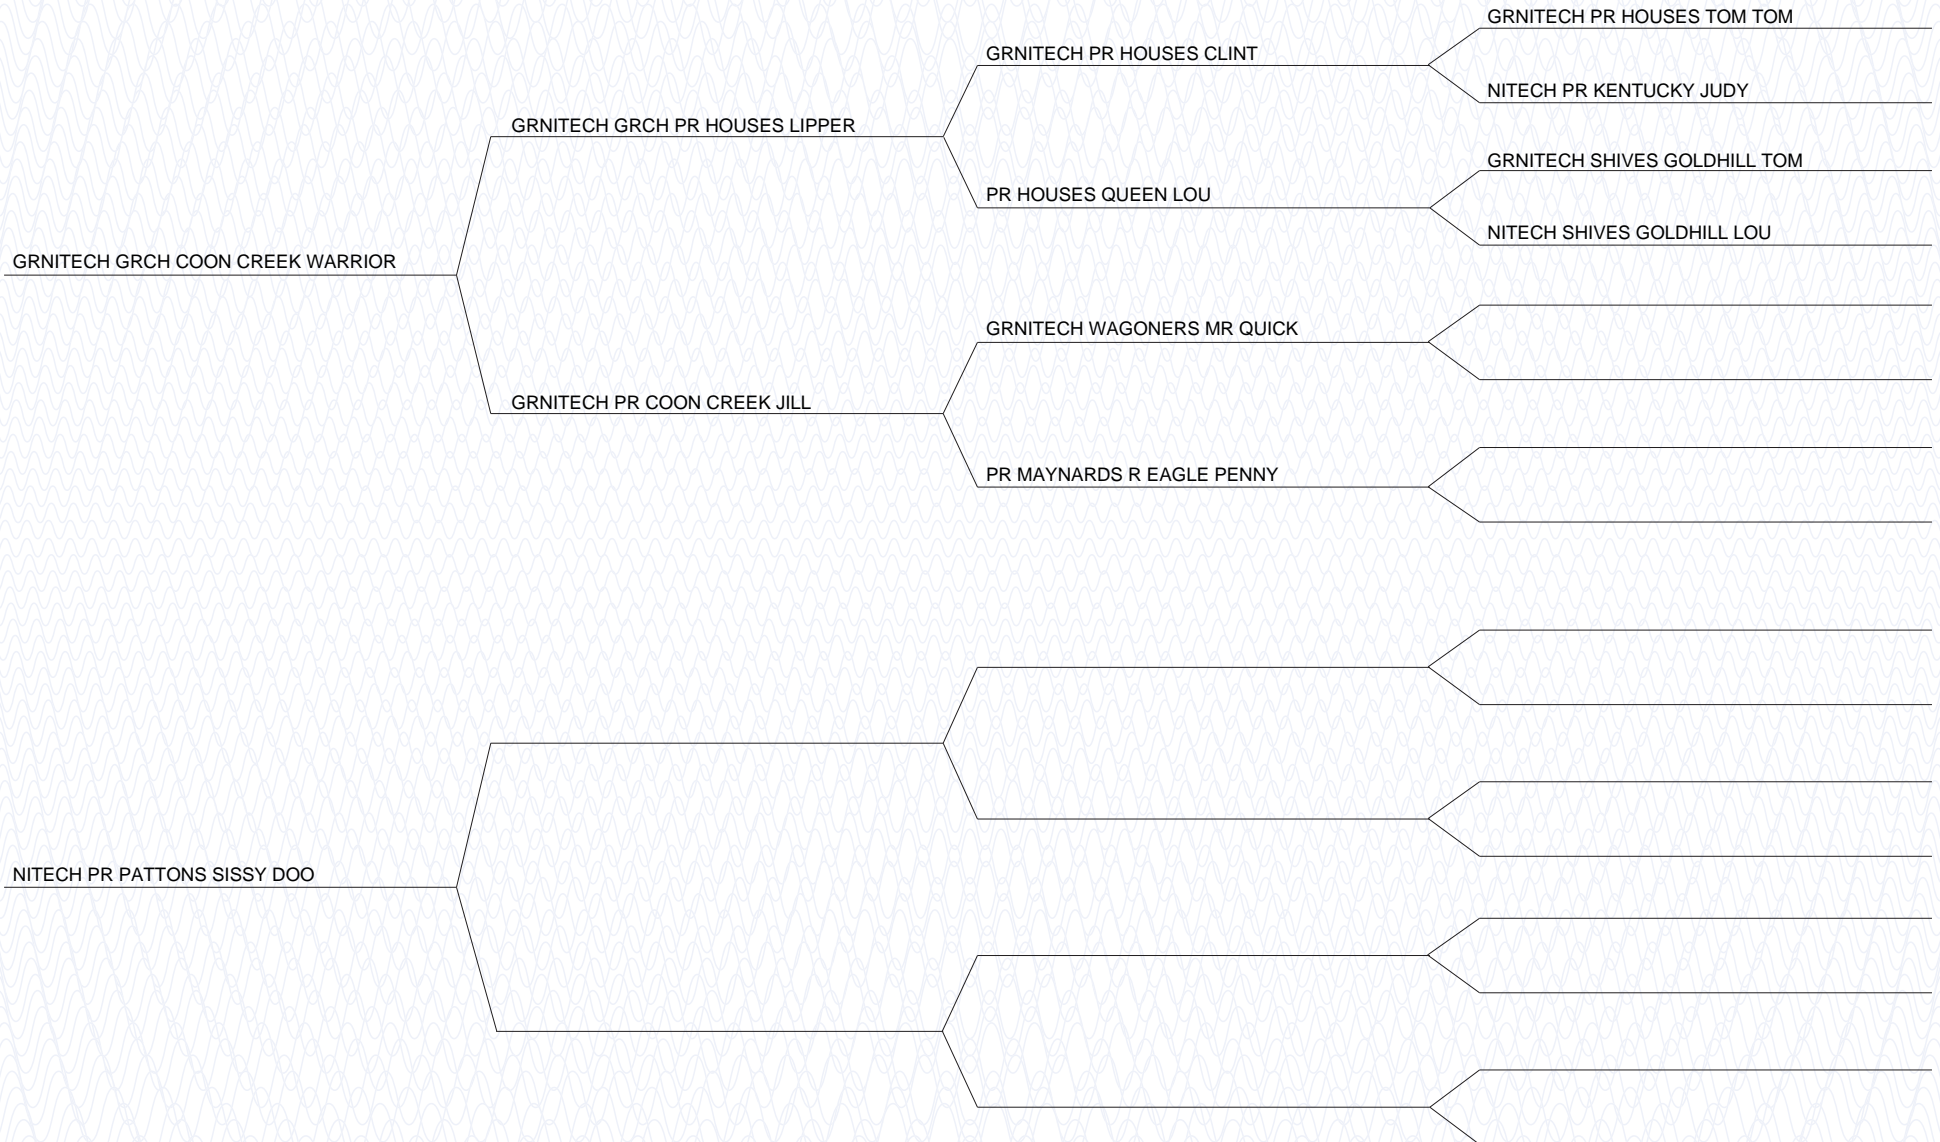 GRNITECH PR HOUSES TOM TOM
GRNITECH PR HOUSES CLINT
NITECH PR KENTUCKY JUDY
GRNITECH GRCH PR HOUSES LIPPER
GRNITECH SHIVES GOLDHILL TOM
PR HOUSES QUEEN LOU
NITECH SHIVES GOLDHILL LOU
GRNITECH GRCH COON CREEK WARRIOR
GRNITECH WAGONERS MR QUICK
GRNITECH PR COON CREEK JILL
PR MAYNARDS R EAGLE PENNY
NITECH PR PATTONS SISSY DOO